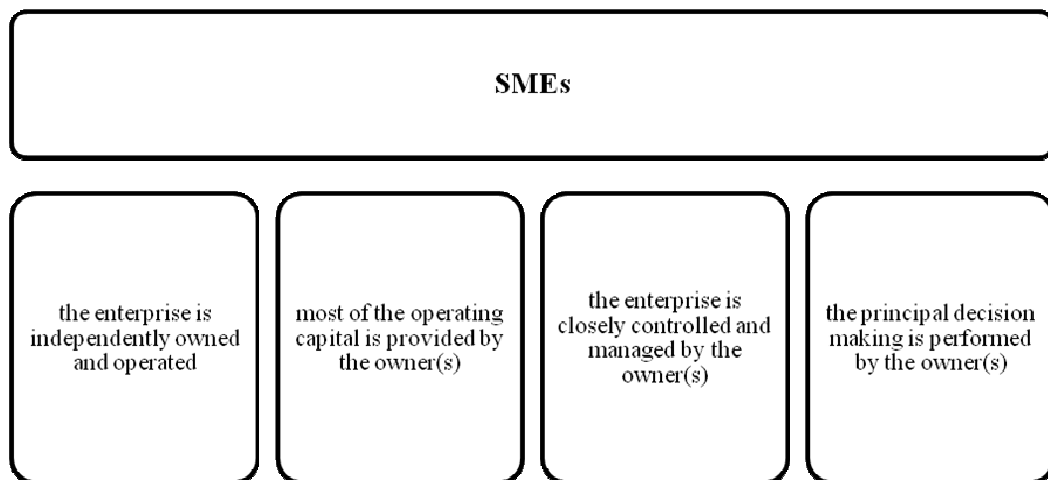 SMEs
the enterprise is
independently owned
and operated
most of the operating
capital is provided by
the owner(s)
the enterprise is
closely controlled and
managed by the
owner(s)
the principal decision
making is performed
by the owner(s)